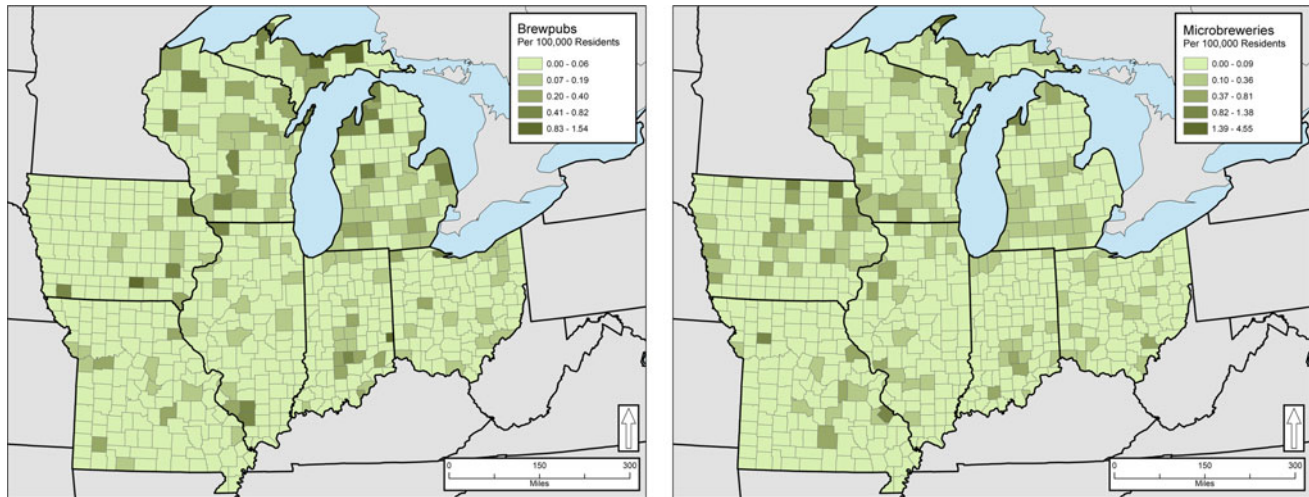 Brewpubs
Per 100,000 Residents
0.00 - 0.06
0.07 - 0.19
0.20 - 0.40
0.41 - 0.82
0.83 - 1.54
0 150 300
Miles
Microbreweries
Per 100,000 Residents
0.00 - 0.09
0.10 - 0.36
0.37 - 0.81
0.82 - 1.38
1.39 - 4.55
0 150 300
Miles